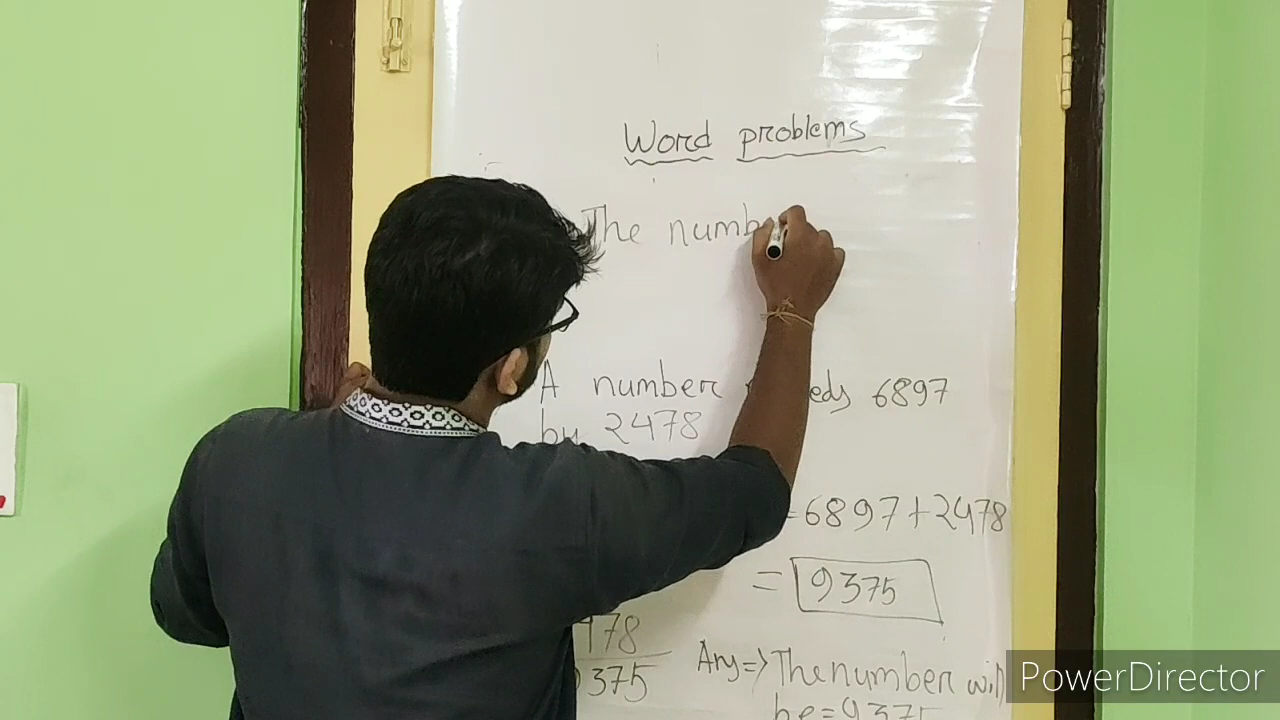 Word problems
The numb
A number eeds 6897
by 2478
=6897+2478
= 9375
478
9375
Ans=> The number will
be=9375
PowerDirector